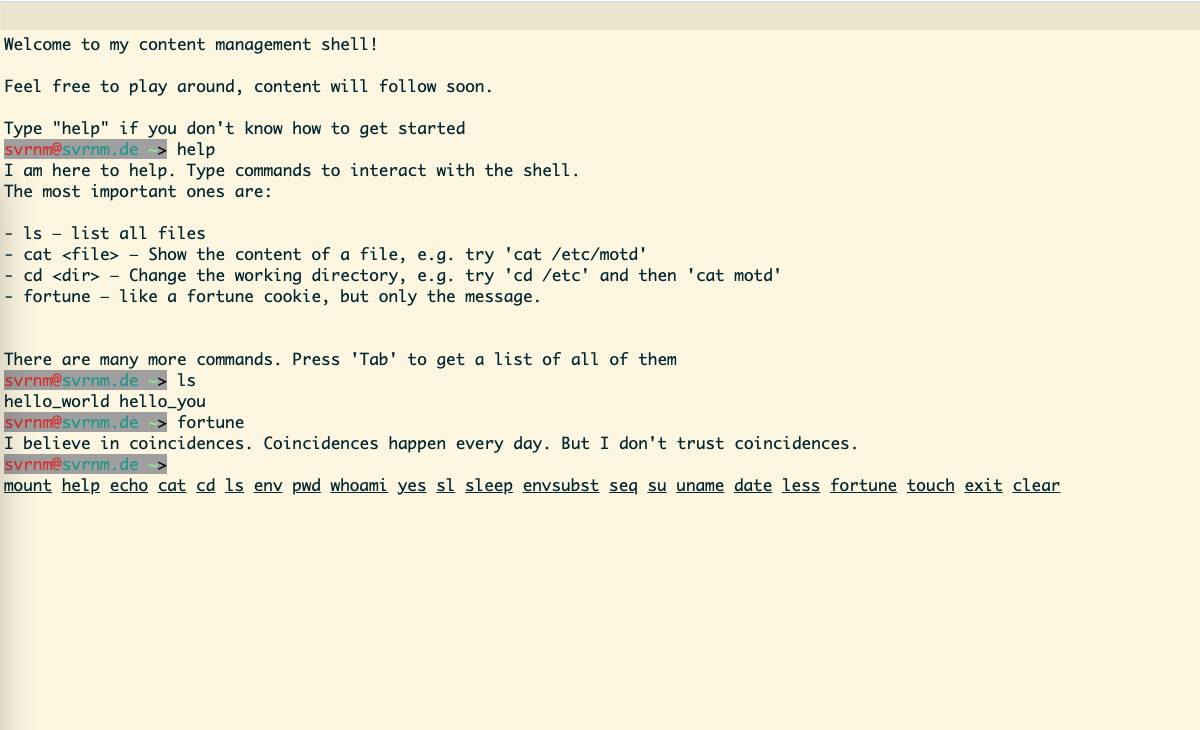 Welcome to my content management shell!
Feel free to play around, content will follow soon.
Type "help" if you don't know how to get started
svrnm@svrnm.de ~> help
I am here to help. Type commands to interact with the shell.
The most important ones are:
- ls – list all files
- cat <file> – Show the content of a file, e.g. try 'cat /etc/motd'
- cd <dir> – Change the working directory, e.g. try 'cd /etc' and then 'cat motd'
- fortune – like a fortune cookie, but only the message.
There are many more commands. Press 'Tab' to get a list of all of them
svrnm@svrnm.de ~> ls
hello_world hello_you
svrnm@svrnm.de ~> fortune
I believe in coincidences. Coincidences happen every day. But I don't trust coincidences.
svrnm@svrnm.de ~>
mount help echo cat cd ls env pwd whoami yes sl sleep envsubst seq su uname date less fortune touch exit clear